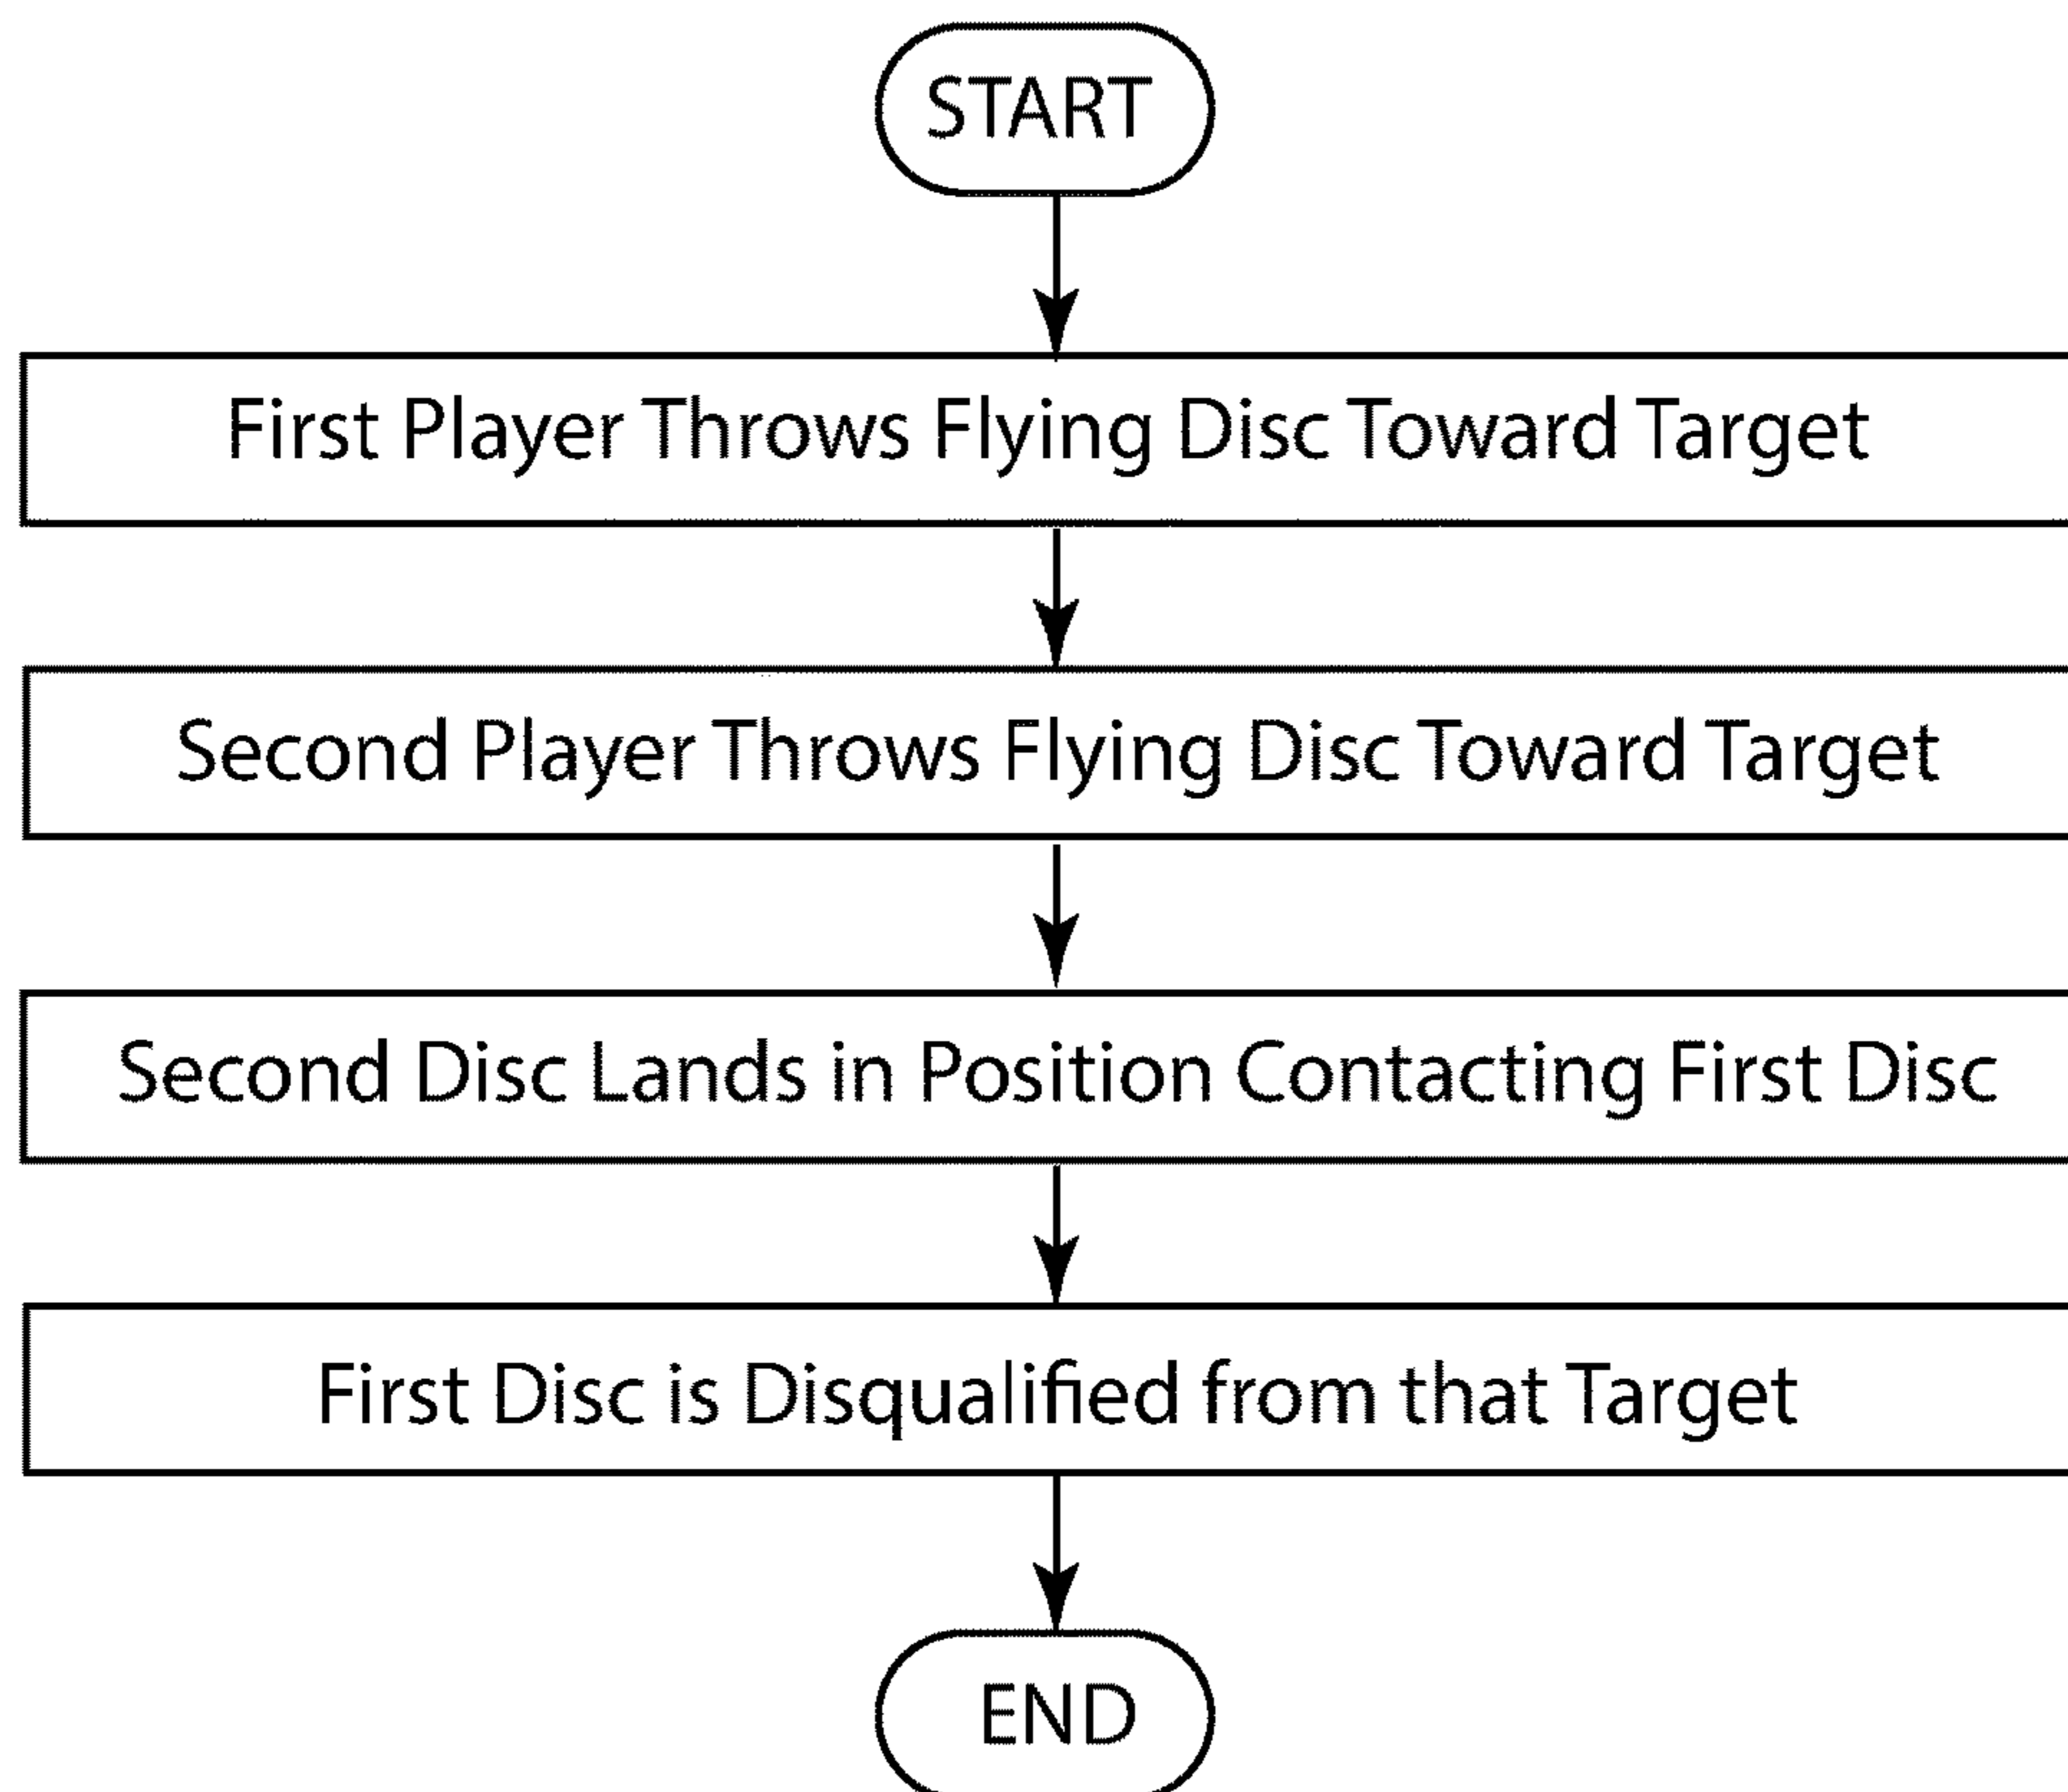 START
First Player Throws Flying Disc Toward Target
Second Player Throws Flying Disc Toward Target
Second Disc Lands in Position Contacting First Disc
First Disc is Disqualified from that Target
END